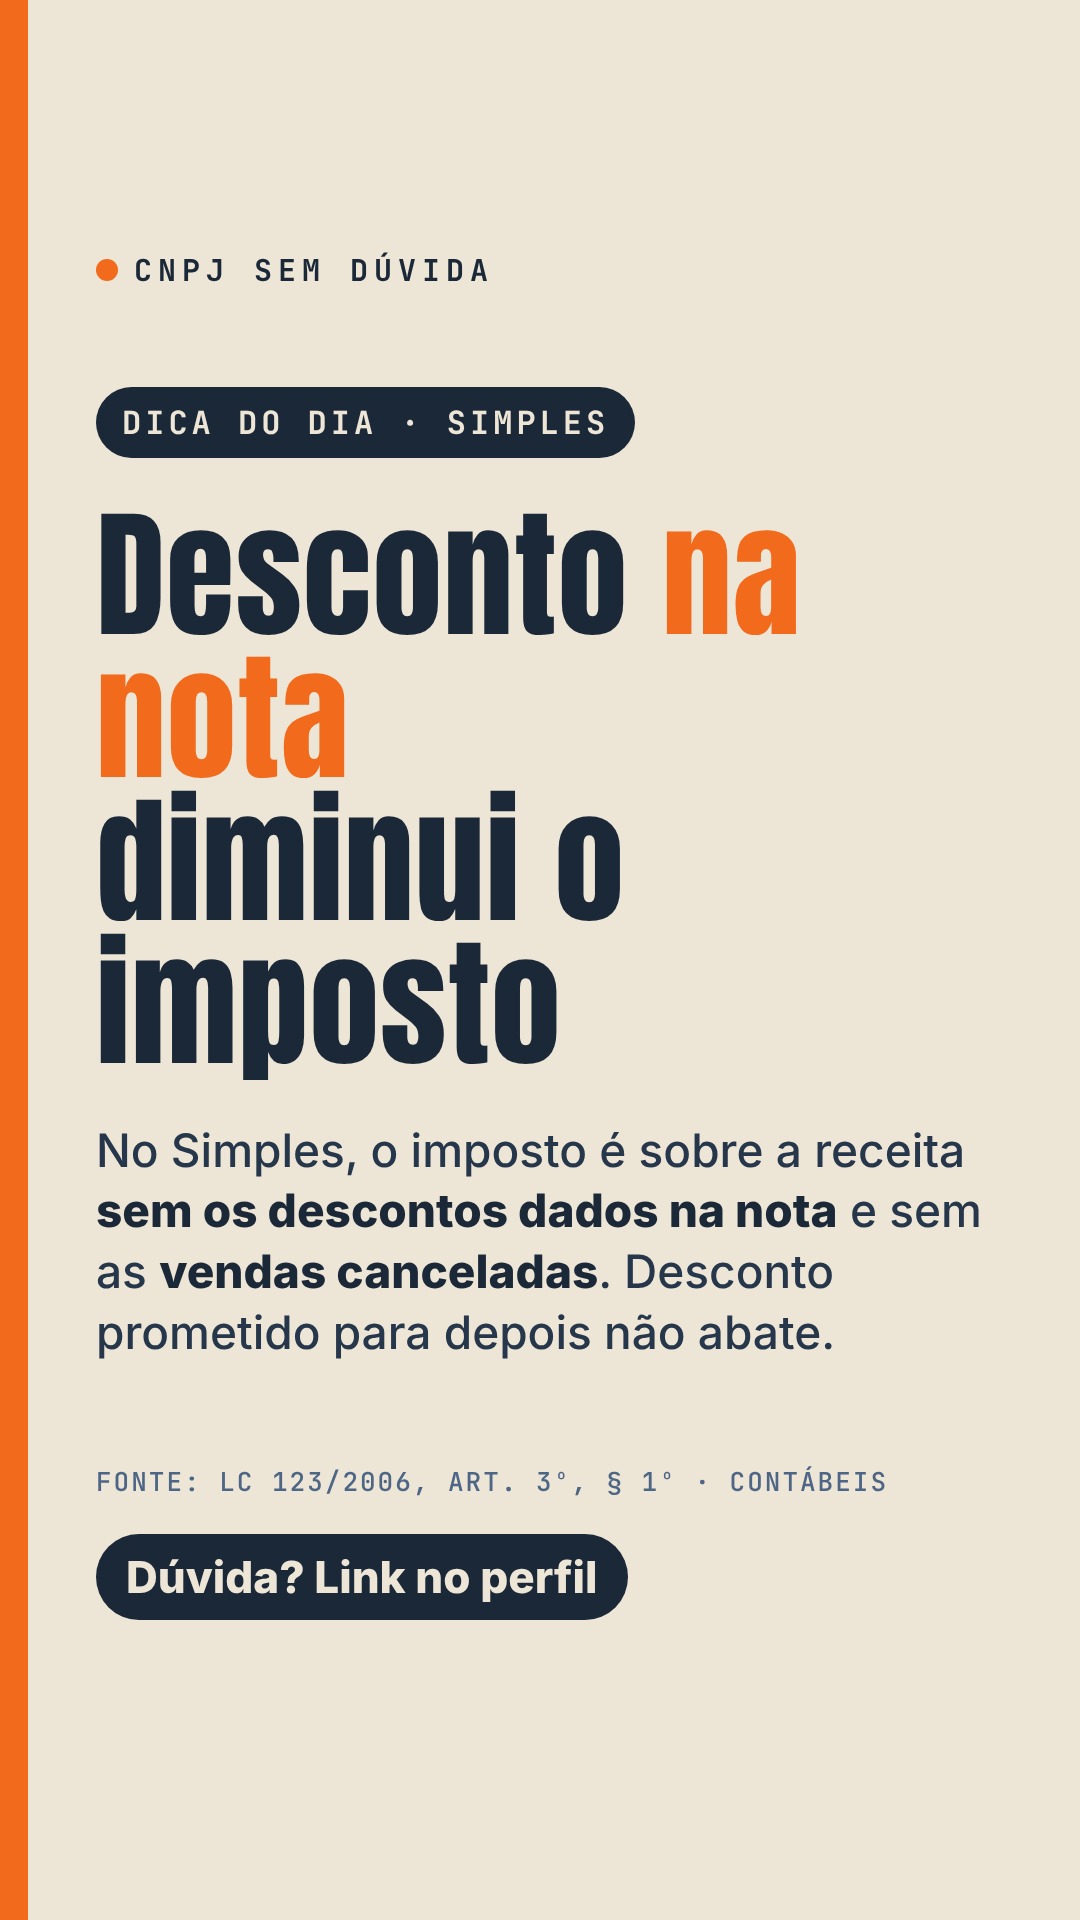 CNPJ SEM DÚVIDA
DICA DO DIA · SIMPLES
Desconto na
nota
diminui o
imposto
No Simples, o imposto é sobre a receita
sem os descontos dados na nota e sem
as vendas canceladas. Desconto
prometido para depois não abate.
FONTE: LC 123/2006, ART. 3º, § 1º · CONTÁBEIS
Dúvida? Link no perfil